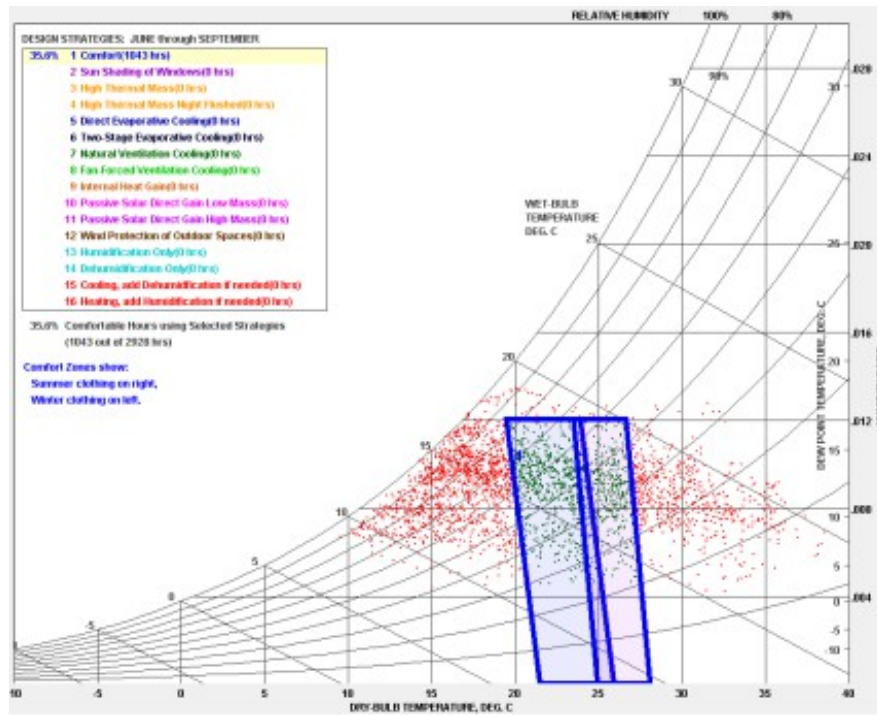 RELATIVE HUMIDITY 100% 80%
DESIGN STRATEGIES: JUNE through SEPTEMBER
35.6% 1 Comfort(1043 hrs)
2 Sun Shading of Windows(0 hrs)
3 High Thermal Mass(0 hrs)
4 High Thermal Mass Night Flushed(0 hrs)
5 Direct Evaporative Cooling(0 hrs)
6 Two-Stage Evaporative Cooling(0 hrs)
7 Natural Ventilation Cooling(0 hrs)
8 Fan-Forced Ventilation Cooling(0 hrs)
9 Internal Heat Gain(0 hrs)
10 Passive Solar Direct Gain Low Mass(0 hrs)
11 Passive Solar Direct Gain High Mass(0 hrs)
12 Wind Protection of Outdoor Spaces(0 hrs)
13 Humidification Only(0 hrs)
14 Dehumidification Only(0 hrs)
15 Cooling, add Dehumidification if needed(0 hrs)
16 Heating, add Humidification if needed(0 hrs)
35.6% Comfortable Hours using Selected Strategies
(1043 out of 2928 hrs)
Comfort Zones show:
Summer clothing on right,
Winter clothing on left.
WET-BULB
TEMPERATURE
DEG. C
30
25
20
15
10
5
0
-5
30
25
20
15
10
5
0
-5
-10
DEW POINT TEMPERATURE, DEG. C
.028
.024
.020
.016
.012
.008
.004
10 -5 0 5 10 15 20 25 30 35 40
DRY-BULB TEMPERATURE, DEG. C